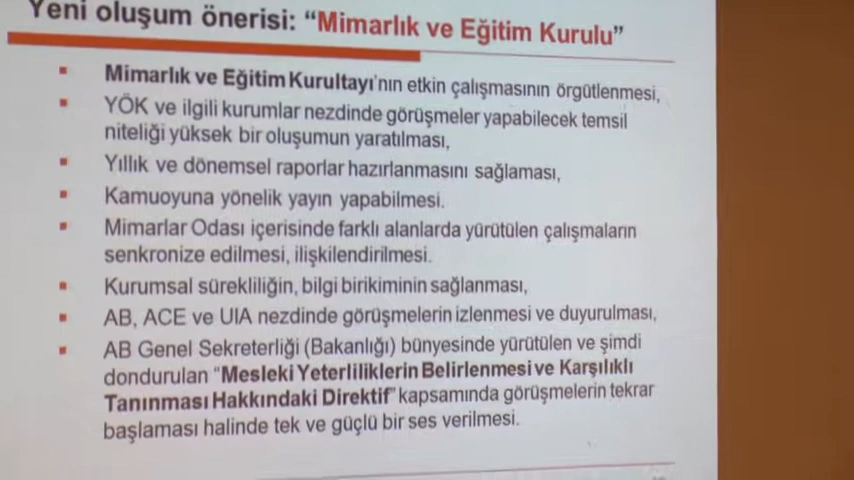 Yeni oluşum önerisi: “Mimarlık ve Eğitim Kurulu”
▪ Mimarlık ve Eğitim Kurultayı'nın etkin çalışmasının örgütlenmesi,
▪ YÖK ve ilgili kurumlar nezdinde görüşmeler yapabilecek temsil
niteliği yüksek bir oluşumun yaratılması,
▪ Yıllık ve dönemsel raporlar hazırlanmasını sağlaması,
▪ Kamuoyuna yönelik yayın yapabilmesi.
▪ Mimarlar Odası içerisinde farklı alanlarda yürütülen çalışmaların
senkronize edilmesi, ilişkilendirilmesi.
▪ Kurumsal sürekliliğin, bilgi birikiminin sağlanması,
▪ AB, ACE ve UIA nezdinde görüşmelerin izlenmesi ve duyurulması,
▪ AB Genel Sekreterliği (Bakanlığı) bünyesinde yürütülen ve şimdi
dondurulan “Mesleki Yeterliliklerin Belirlenmesi ve Karşılıklı
Tanınması Hakkındaki Direktif” kapsamında görüşmelerin tekrar
başlaması halinde tek ve güçlü bir ses verilmesi.